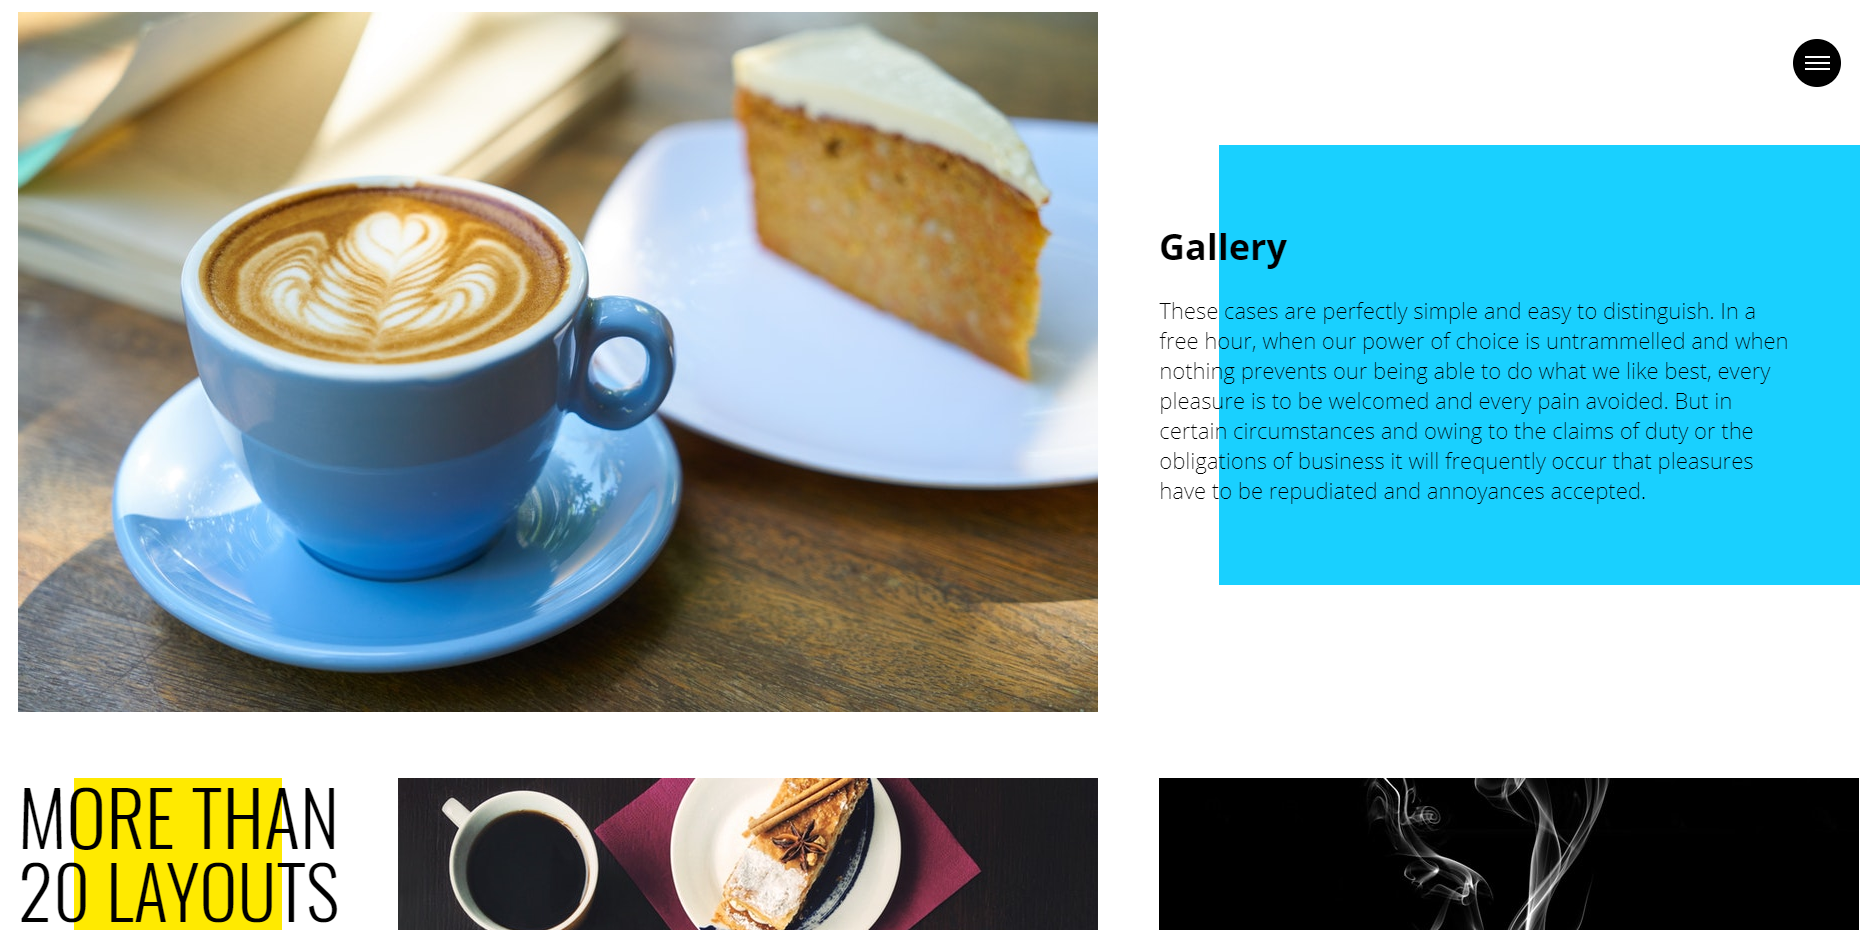 Gallery
These cases are perfectly simple and easy to distinguish. In a
free hour, when our power of choice is untrammelled and when
nothing prevents our being able to do what we like best, every
pleasure is to be welcomed and every pain avoided. But in
certain circumstances and owing to the claims of duty or the
obligations of business it will frequently occur that pleasures
have to be repudiated and annoyances accepted.
MORE THAN
20 LAYOUTS